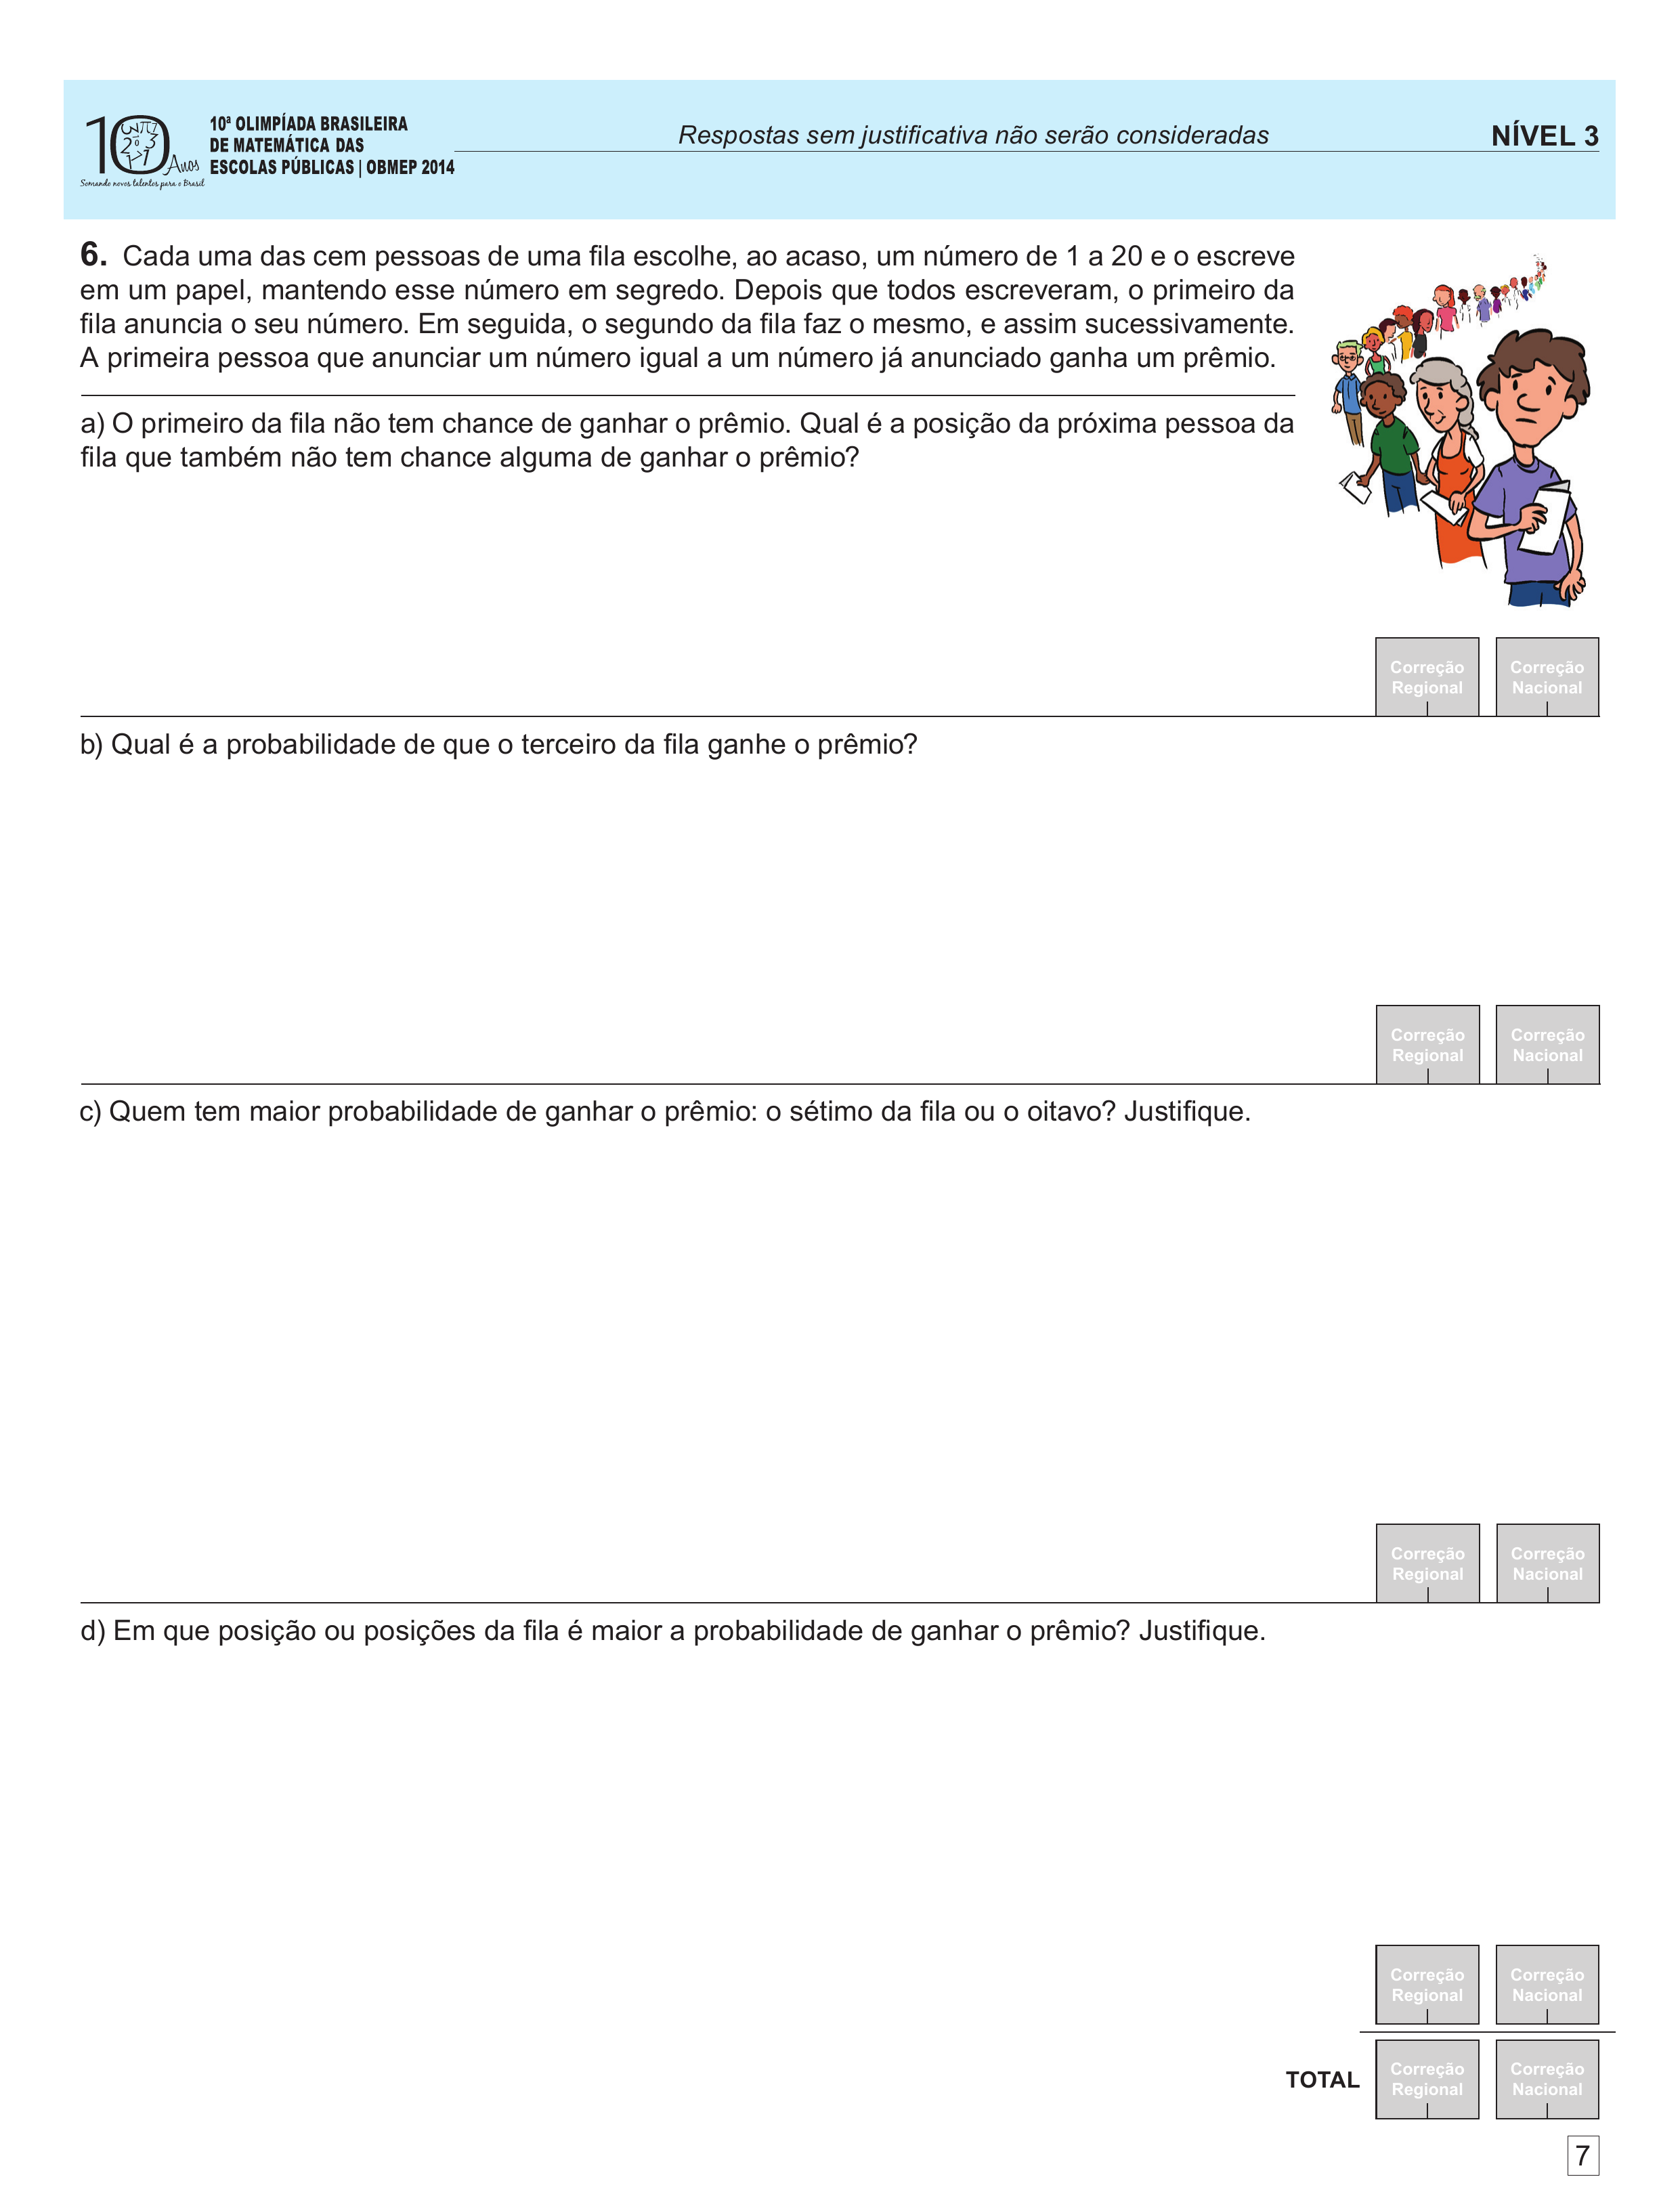 10 Anos
Somando novos talentos para o Brasil
10ª OLIMPÍADA BRASILEIRA
DE MATEMÁTICA DAS
ESCOLAS PÚBLICAS | OBMEP 2014
Respostas sem justificativa não serão consideradas
NÍVEL 3
6. Cada uma das cem pessoas de uma fila escolhe, ao acaso, um número de 1 a 20 e o escreve
em um papel, mantendo esse número em segredo. Depois que todos escreveram, o primeiro da
fila anuncia o seu número. Em seguida, o segundo da fila faz o mesmo, e assim sucessivamente.
A primeira pessoa que anunciar um número igual a um número já anunciado ganha um prêmio.
a) O primeiro da fila não tem chance de ganhar o prêmio. Qual é a posição da próxima pessoa da
fila que também não tem chance alguma de ganhar o prêmio?
Correção Regional
Correção Nacional
b) Qual é a probabilidade de que o terceiro da fila ganhe o prêmio?
Correção Regional
Correção Nacional
c) Quem tem maior probabilidade de ganhar o prêmio: o sétimo da fila ou o oitavo? Justifique.
Correção Regional
Correção Nacional
d) Em que posição ou posições da fila é maior a probabilidade de ganhar o prêmio? Justifique.
Correção Regional
Correção Nacional
TOTAL
Correção Regional
Correção Nacional
7